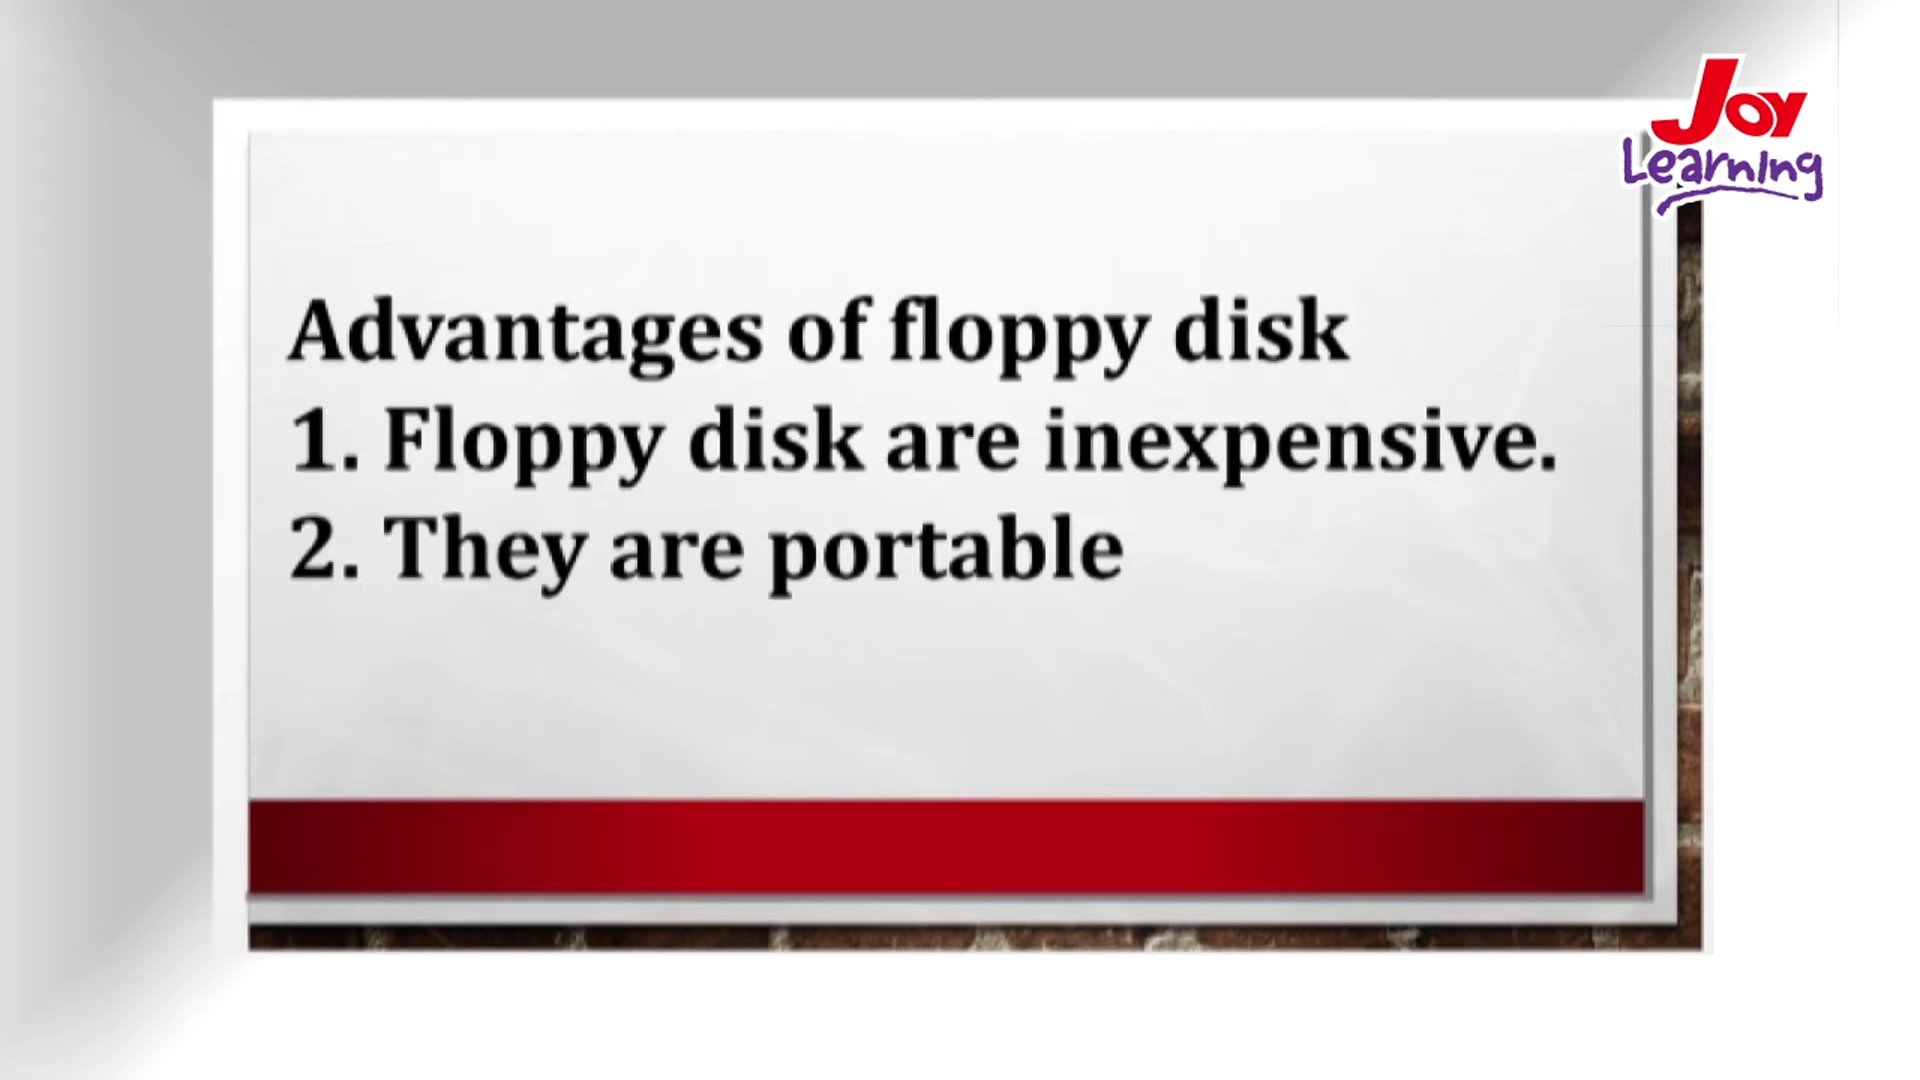 Joy
Learning
Advantages of floppy disk
1. Floppy disk are inexpensive.
2. They are portable